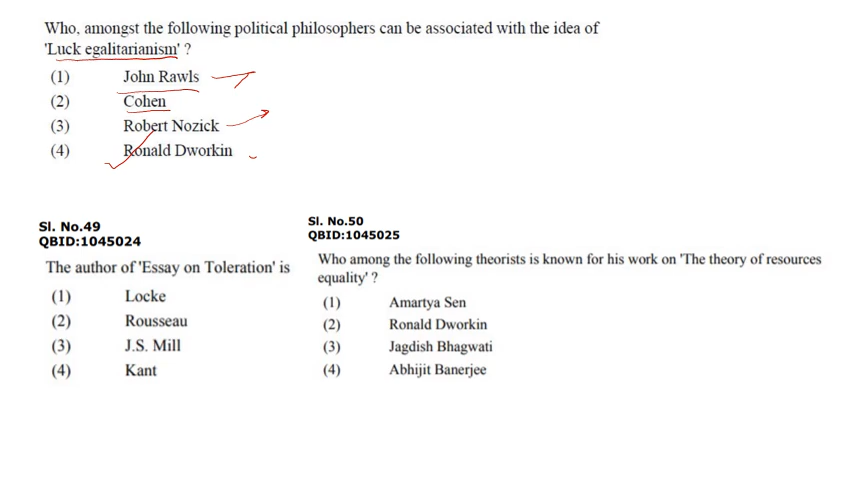 Who, amongst the following political philosophers can be associated with the idea of
'Luck egalitarianism' ?
(1) John Rawls
(2) Cohen
(3) Robert Nozick
(4) Ronald Dworkin
Sl. No.49
QBID:1045024
The author of 'Essay on Toleration' is
(1) Locke
(2) Rousseau
(3) J.S. Mill
(4) Kant
Sl. No.50
QBID:1045025
Who among the following theorists is known for his work on 'The theory of resources
equality' ?
(1) Amartya Sen
(2) Ronald Dworkin
(3) Jagdish Bhagwati
(4) Abhijit Banerjee